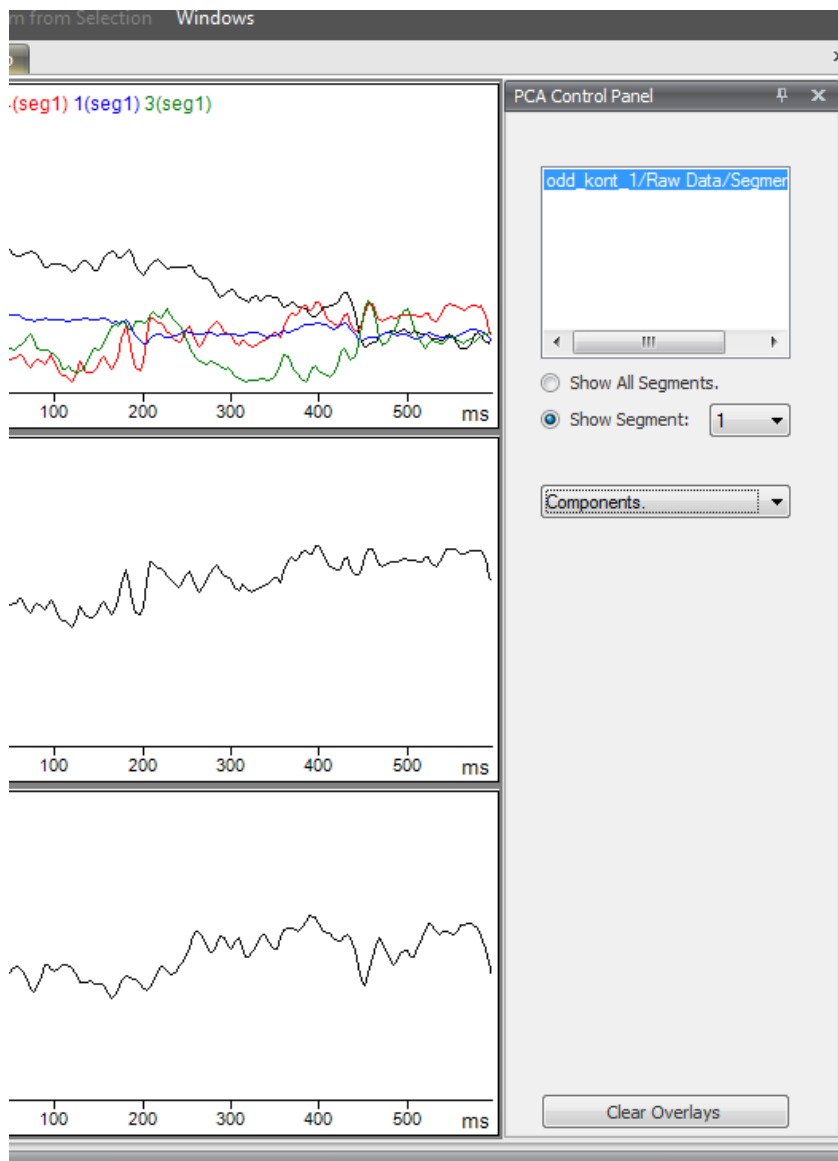 from Selection Windows
(seg1) 1(seg1) 3(seg1)
100 200 300 400 500 ms
100 200 300 400 500 ms
100 200 300 400 500 ms
PCA Control Panel
odd_kont_1/Raw Data/Segmer
Show All Segments.
Show Segment: 1
Components.
Clear Overlays